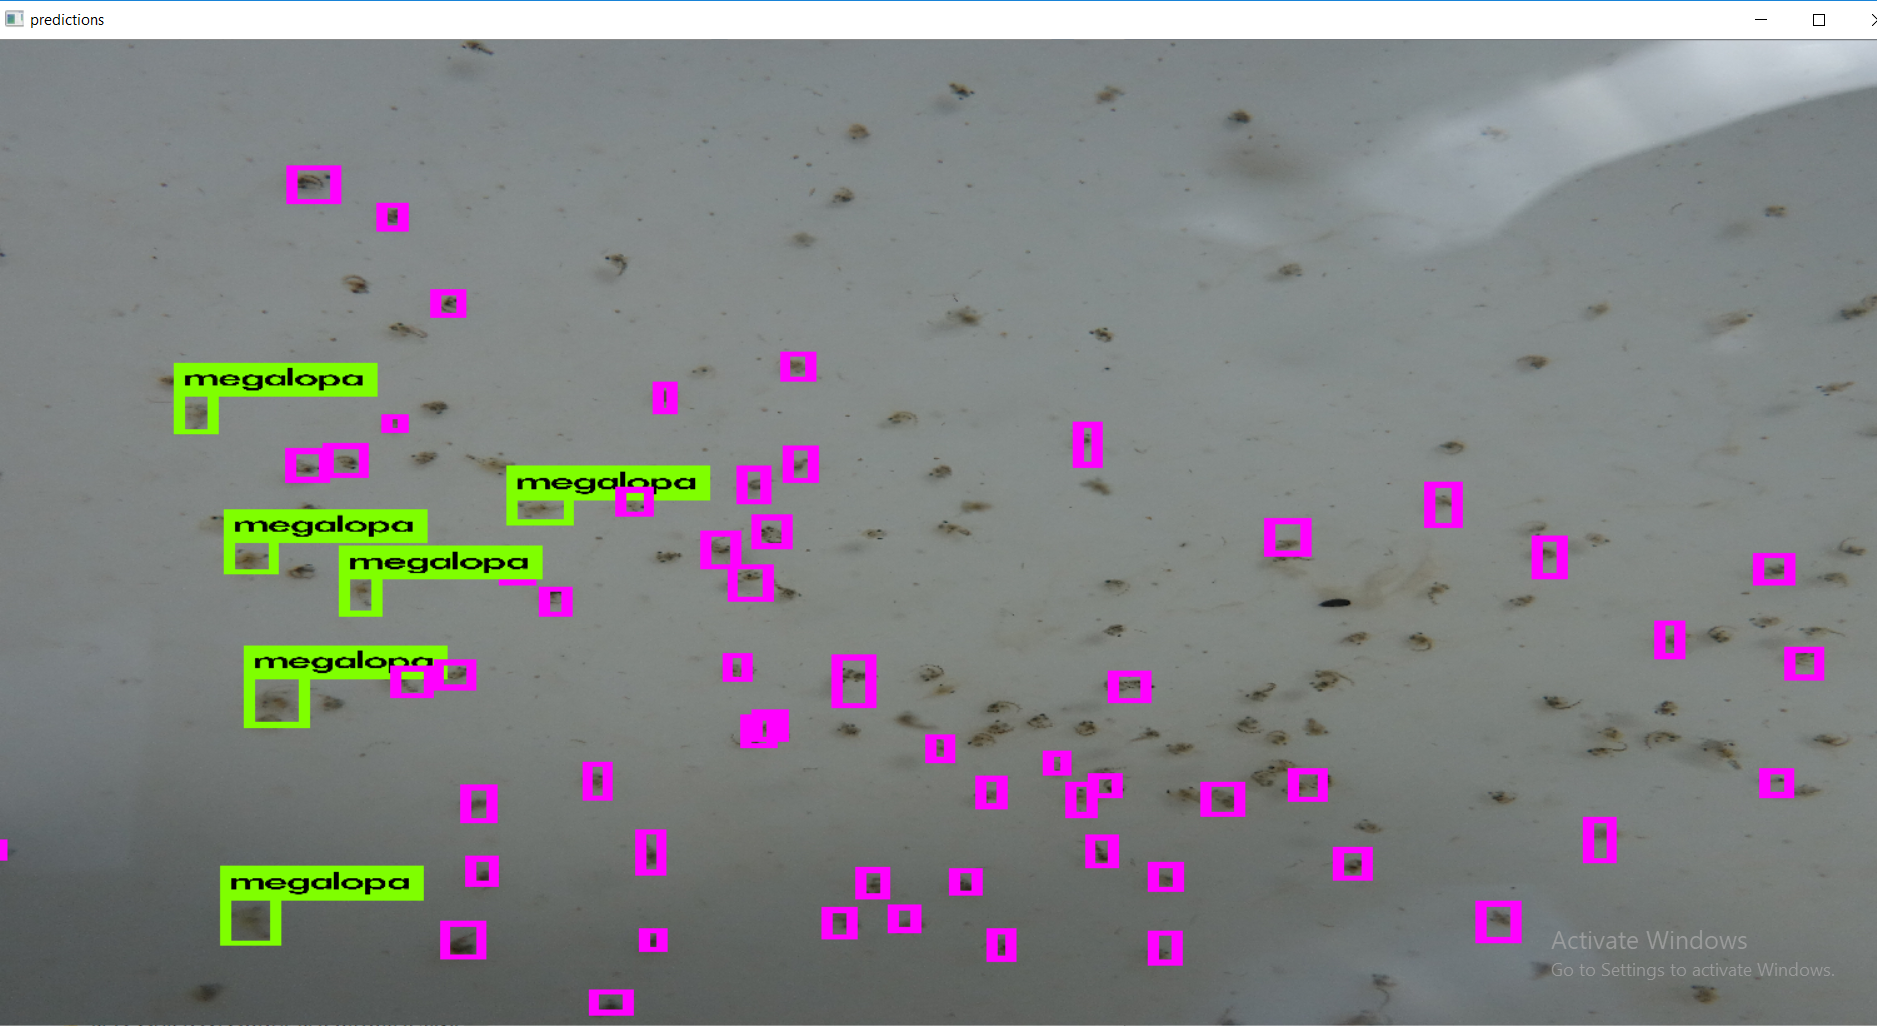 predictions
megalopa
megalopa
megalopa
megalopa
megalopa
megalopa
Activate Windows
Go to Settings to activate Windows.